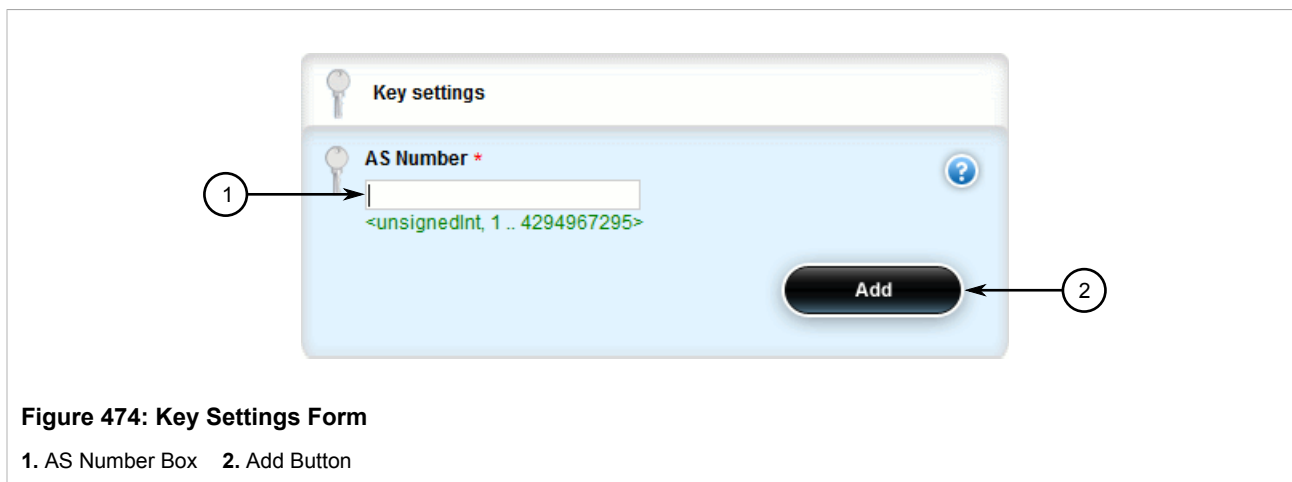 Key settings
AS Number *
1
<unsignedInt, 1 .. 4294967295>
?
Add
2
Figure 474: Key Settings Form
1. AS Number Box 2. Add Button